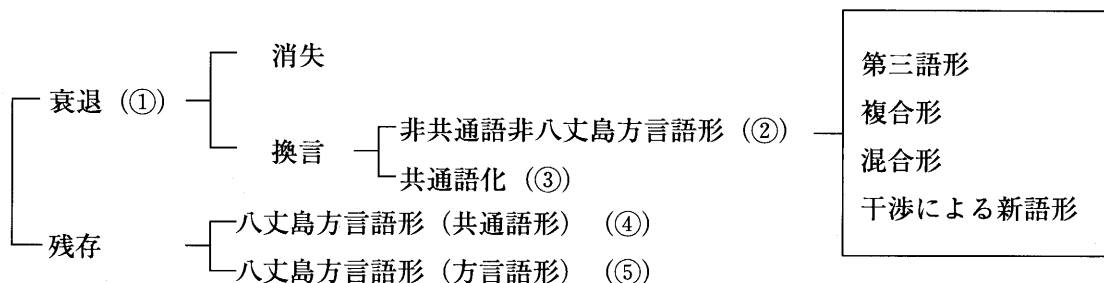 衰退 (①)
消失
換言
非共通語非八丈島方言語形 (②)
共通語化 (③)
第三語形
複合形
混合形
干渉による新語形
残存
八丈島方言語形 (共通語形) (④)
八丈島方言語形 (方言語形) (⑤)